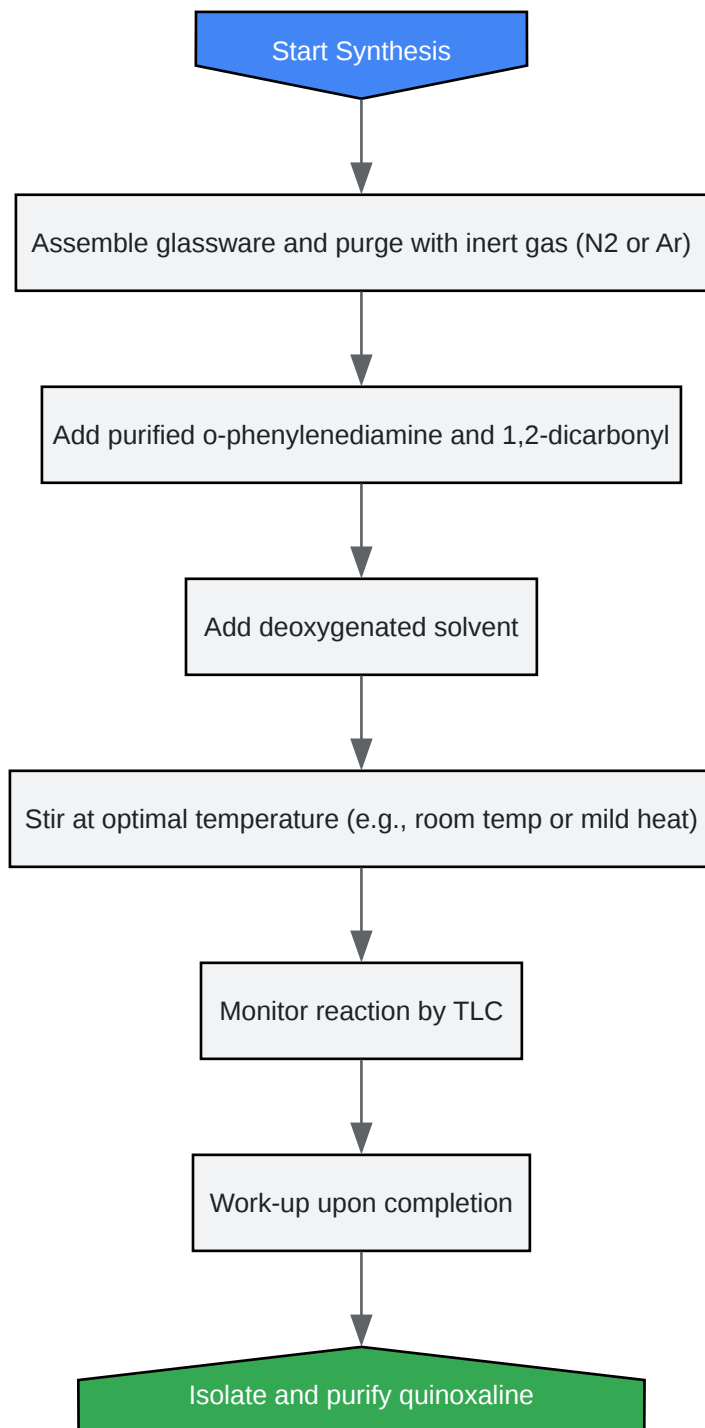 Start Synthesis
Assemble glassware and purge with inert gas (N2 or Ar)
Add purified o-phenylenediamine and 1,2-dicarbonyl
Add deoxygenated solvent
Stir at optimal temperature (e.g., room temp or mild heat)
Monitor reaction by TLC
Work-up upon completion
Isolate and purify quinoxaline